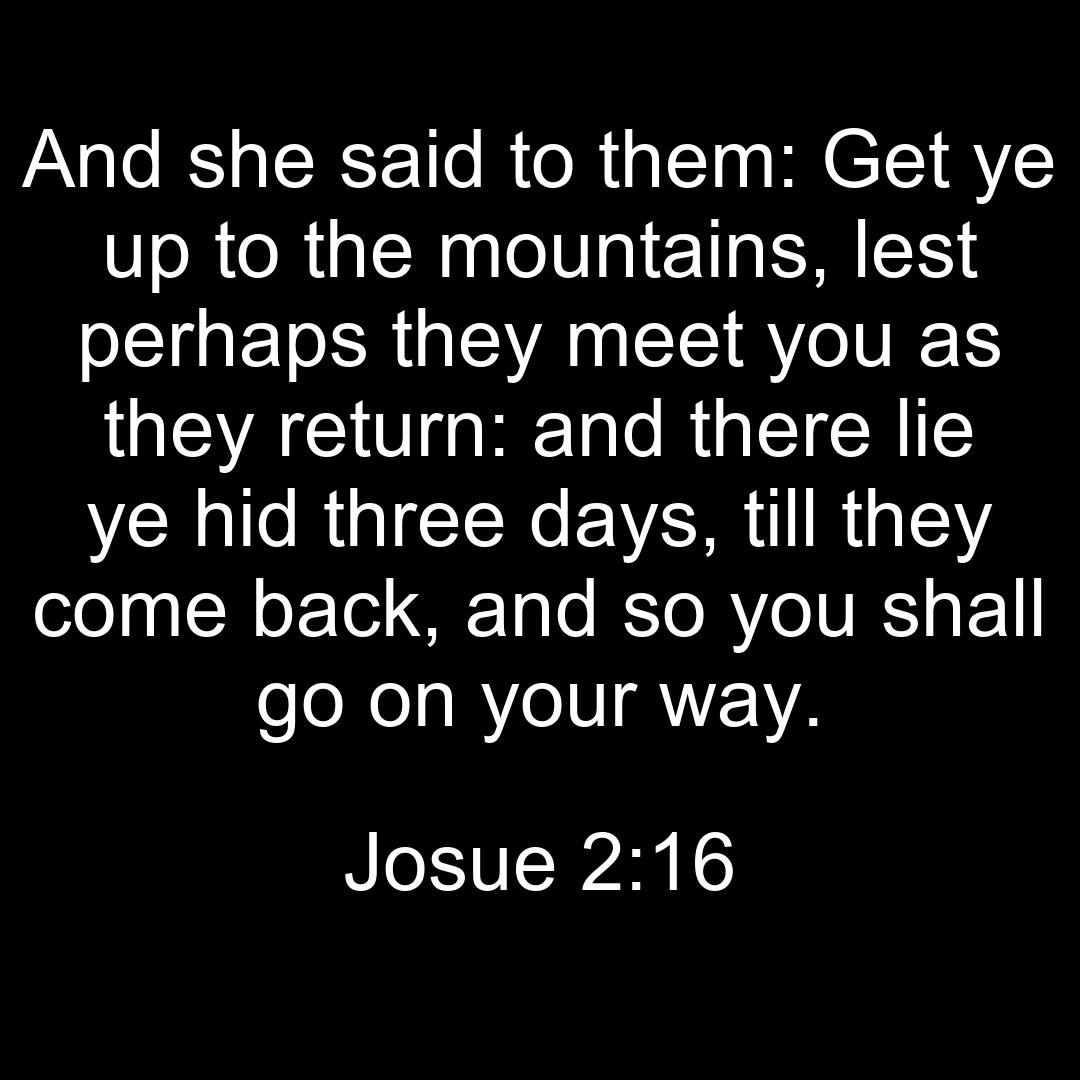 And she said to them: Get ye
up to the mountains, lest
perhaps they meet you as
they return: and there lie
ye hid three days, till they
come back, and so you shall
go on your way.
Josue 2:16